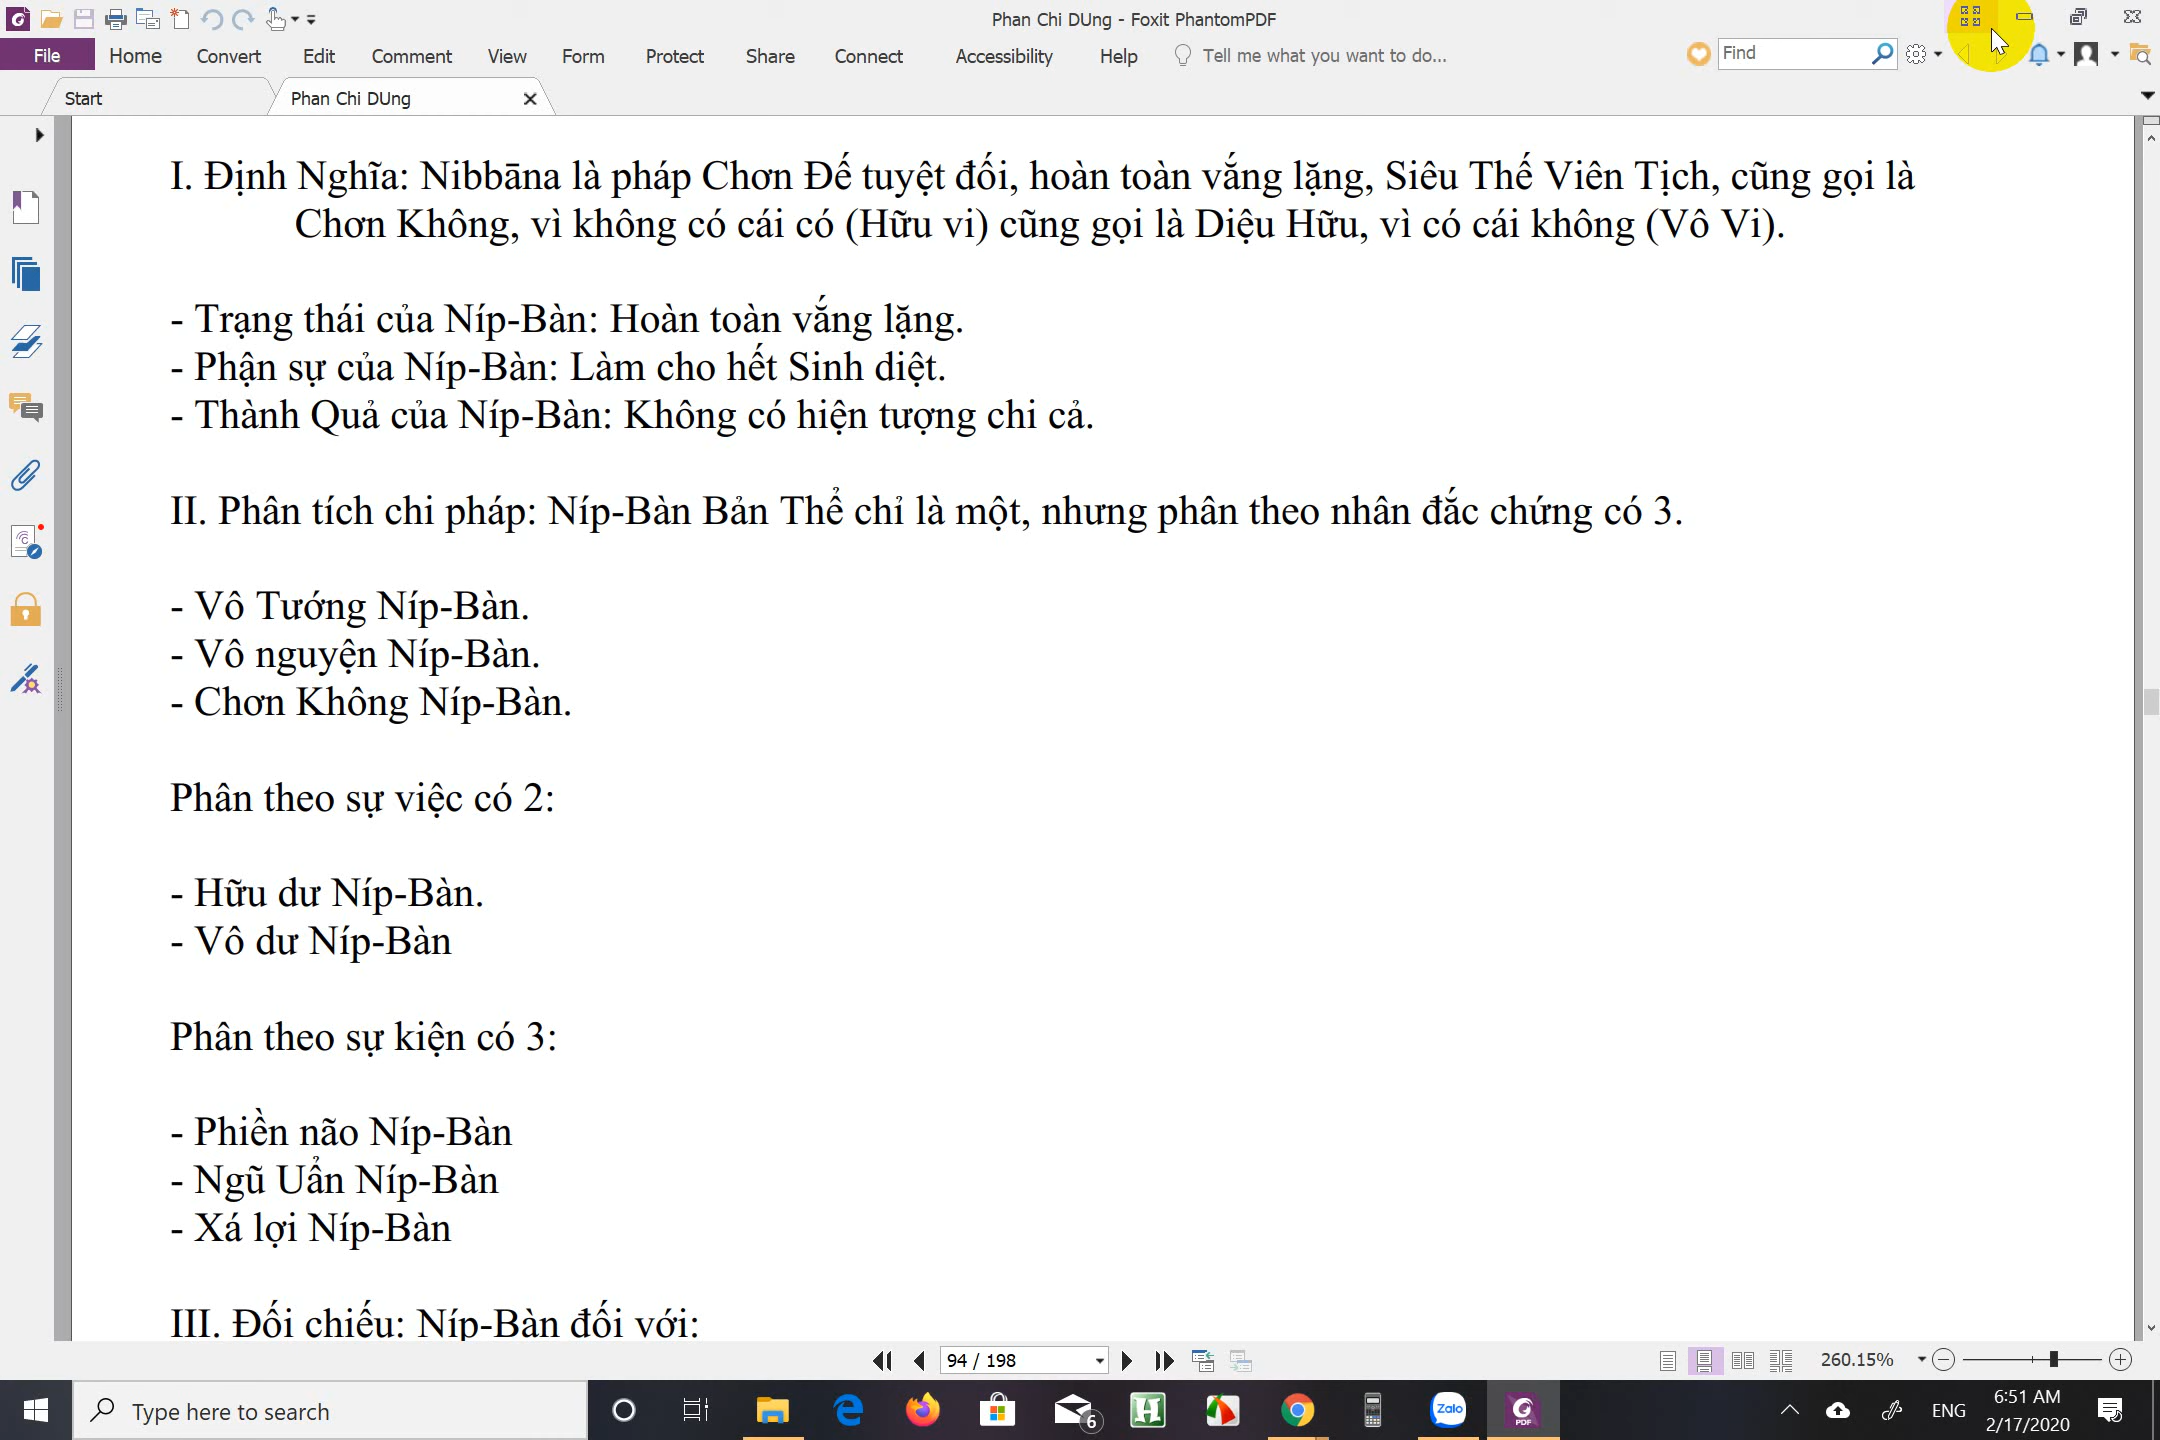 Phan Chi DUng - Foxit PhantomPDF
File Home Convert Edit Comment View Form Protect Share Connect Accessibility Help Tell me what you want to do... Find
Start Phan Chi DUng
I. Định Nghĩa: Nibbāna là pháp Chơn Đế tuyệt đối, hoàn toàn vắng lặng, Siêu Thế Viên Tịch, cũng gọi là
Chơn Không, vì không có cái có (Hữu vi) cũng gọi là Diệu Hữu, vì có cái không (Vô Vi).
- Trạng thái của Níp-Bàn: Hoàn toàn vắng lặng.
- Phận sự của Níp-Bàn: Làm cho hết Sinh diệt.
- Thành Quả của Níp-Bàn: Không có hiện tượng chi cả.
II. Phân tích chi pháp: Níp-Bàn Bản Thể chỉ là một, nhưng phân theo nhân đắc chứng có 3.
- Vô Tướng Níp-Bàn.
- Vô nguyện Níp-Bàn.
- Chơn Không Níp-Bàn.
Phân theo sự việc có 2:
- Hữu dư Níp-Bàn.
- Vô dư Níp-Bàn
Phân theo sự kiện có 3:
- Phiền não Níp-Bàn
- Ngũ Uẩn Níp-Bàn
- Xá lợi Níp-Bàn
III. Đối chiếu: Níp-Bàn đối với:
94 / 198 260.15%
Type here to search 6 Zalo PDF ENG 6:51 AM
2/17/2020